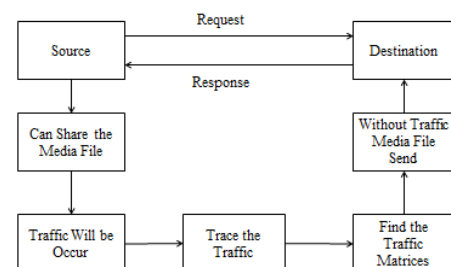 Request
Source
Destination
Response
Can Share the
Media File
Without Traffic
Media File
Send
Traffic Will be
Occur
Trace the
Traffic
Find the
Traffic
Matrices